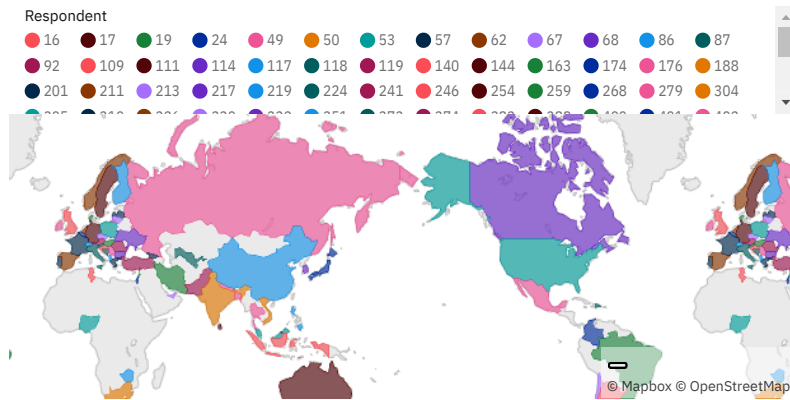 Respondent
16 17 19 24 49 50 53 57 62 67 68 86 87
92 109 111 114 117 118 119 140 144 163 174 176 188
201 211 213 217 219 224 241 246 254 259 268 279 304
© Mapbox © OpenStreetMap